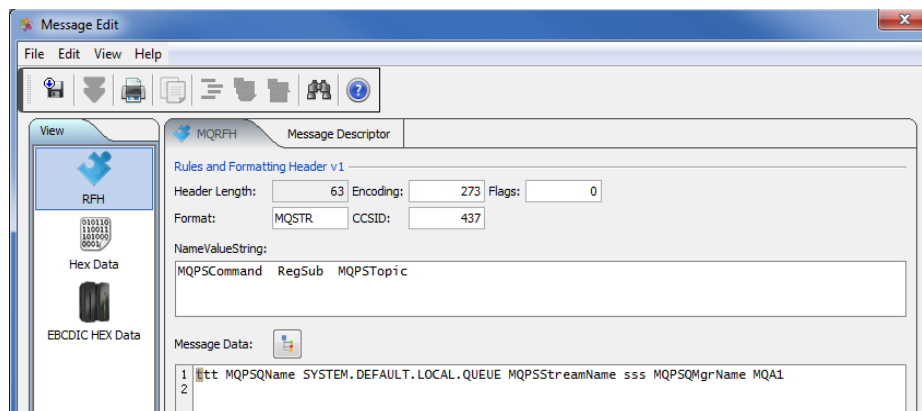 Message Edit
File Edit View Help
View
MQRFH Message Descriptor
Rules and Formatting Header v1
Header Length: 63 Encoding: 273 Flags: 0
RFH
Format: MQSTR CCSID: 437
010110
110011
101000
0001
NameValueString:
Hex Data
MQPSCommand RegSub MQPSTopic
EBCDIC HEX Data
Message Data:
1 ttt MQPSQName SYSTEM.DEFAULT.LOCAL.QUEUE MQPSStreamName sss MQPSQMgrName MQA1
2